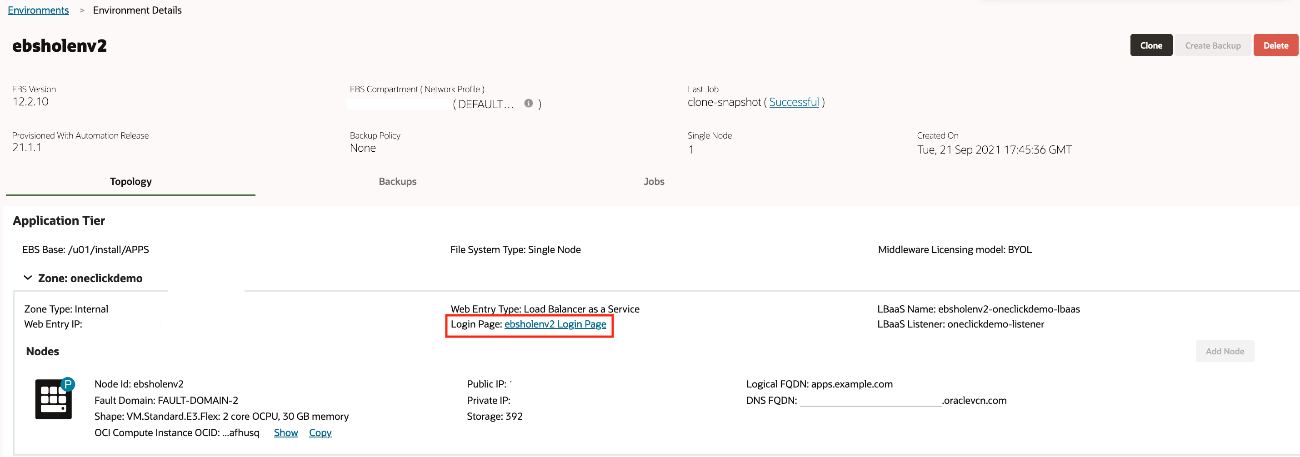 Environments > Environment Details
ebsholenv2
Clone Create Backup Delete
EBS Version EBS Compartment ( Network Profile ) Last Job
12.2.10 ( DEFAULT... ) clone-snapshot ( Successful )
Provisioned With Automation Release Backup Policy Single Node Created On
21.1.1 None 1 Tue, 21 Sep 2021 17:45:36 GMT
Topology Backups Jobs
Application Tier
EBS Base: /u01/install/APPS File System Type: Single Node Middleware Licensing model: BYOL
Zone: oneclickdemo
Zone Type: Internal Web Entry Type: Load Balancer as a Service LBaaS Name: ebsholenv2-oneclickdemo-lbaas
Web Entry IP: Login Page: ebsholenv2 Login Page LBaaS Listener: oneclickdemo-listener
Nodes Add Node
P
Node Id: ebsholenv2 Public IP: Logical FQDN: apps.example.com
Fault Domain: FAULT-DOMAIN-2 Private IP: DNS FQDN: .oraclevcn.com
Shape: VM.Standard.E3.Flex: 2 core OCPU, 30 GB memory Storage: 392
OCI Compute Instance OCID: ...afhusq Show Copy